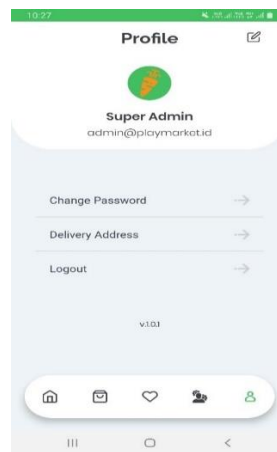 10:27
Profile
Super Admin
admin@playmarket.id
Change Password
Delivery Address
Logout
v.1.0.1